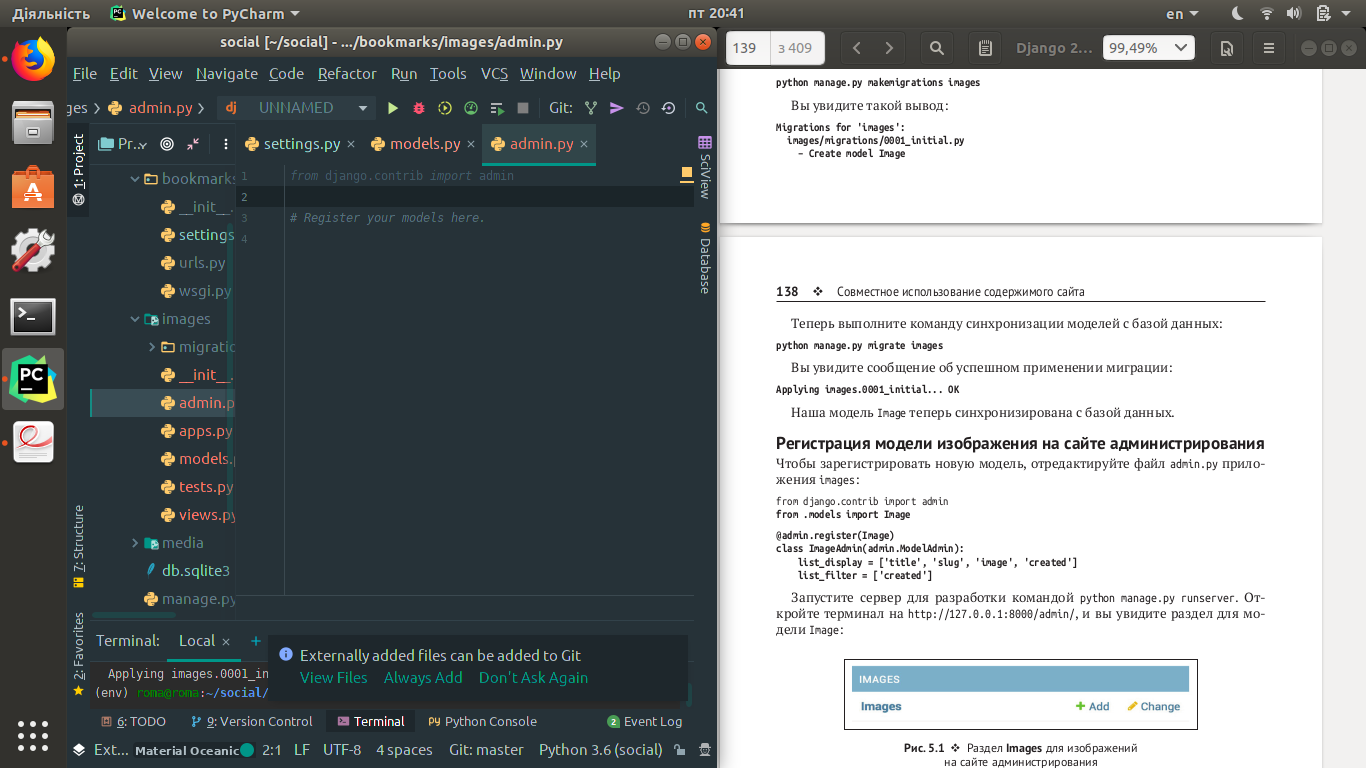 Діяльність
Welcome to PyCharm
пт 20:41
en
social [~/social] - .../bookmarks/images/admin.py
File Edit View Navigate Code Refactor Run Tools VCS Window Help
ges admin.py UNNAMED Git:
1: Project
Pr..
settings.py
models.py
admin.py
bookmarks
__init__.
settings
urls.py
wsgi.py
images
migratio
__init__.
admin.p
apps.py
models.
tests.py
views.py
media
db.sqlite3
manage.py
1 from django.contrib import admin
2
3 # Register your models here.
4
SciView
Database
7: Structure
2: Favorites
Terminal: Local
Applying images.0001_in
(env) roma@roma:~/social/
Externally added files can be added to Git
View Files Always Add Don't Ask Again
6: TODO 9: Version Control Terminal Python Console 2 Event Log
Ext... Material Oceanic 2:1 LF UTF-8 4 spaces Git: master Python 3.6 (social)
139 з 409
Django 2...
99,49%
python manage.py makemigrations images
Вы увидите такой вывод:
Migrations for 'images':
images/migrations/0001_initial.py
– Create model Image
138 ❖ Совместное использование содержимого сайта
Теперь выполните команду синхронизации моделей с базой данных:
python manage.py migrate images
Вы увидите сообщение об успешном применении миграции:
Applying images.0001_initial... OK
Наша модель Image теперь синхронизирована с базой данных.
Регистрация модели изображения на сайте администрирования
Чтобы зарегистрировать новую модель, отредактируйте файл admin.py прило-
жения images:
from django.contrib import admin
from .models import Image
@admin.register(Image)
class ImageAdmin(admin.ModelAdmin):
list_display = ['title', 'slug', 'image', 'created']
list_filter = ['created']
Запустите сервер для разработки командой python manage.py runserver. От-
кройте терминал на http://127.0.0.1:8000/admin/, и вы увидите раздел для мо-
дели Image:
IMAGES
Images Add Change
Рис. 5.1 ❖ Раздел Images для изображений
на сайте администрирования